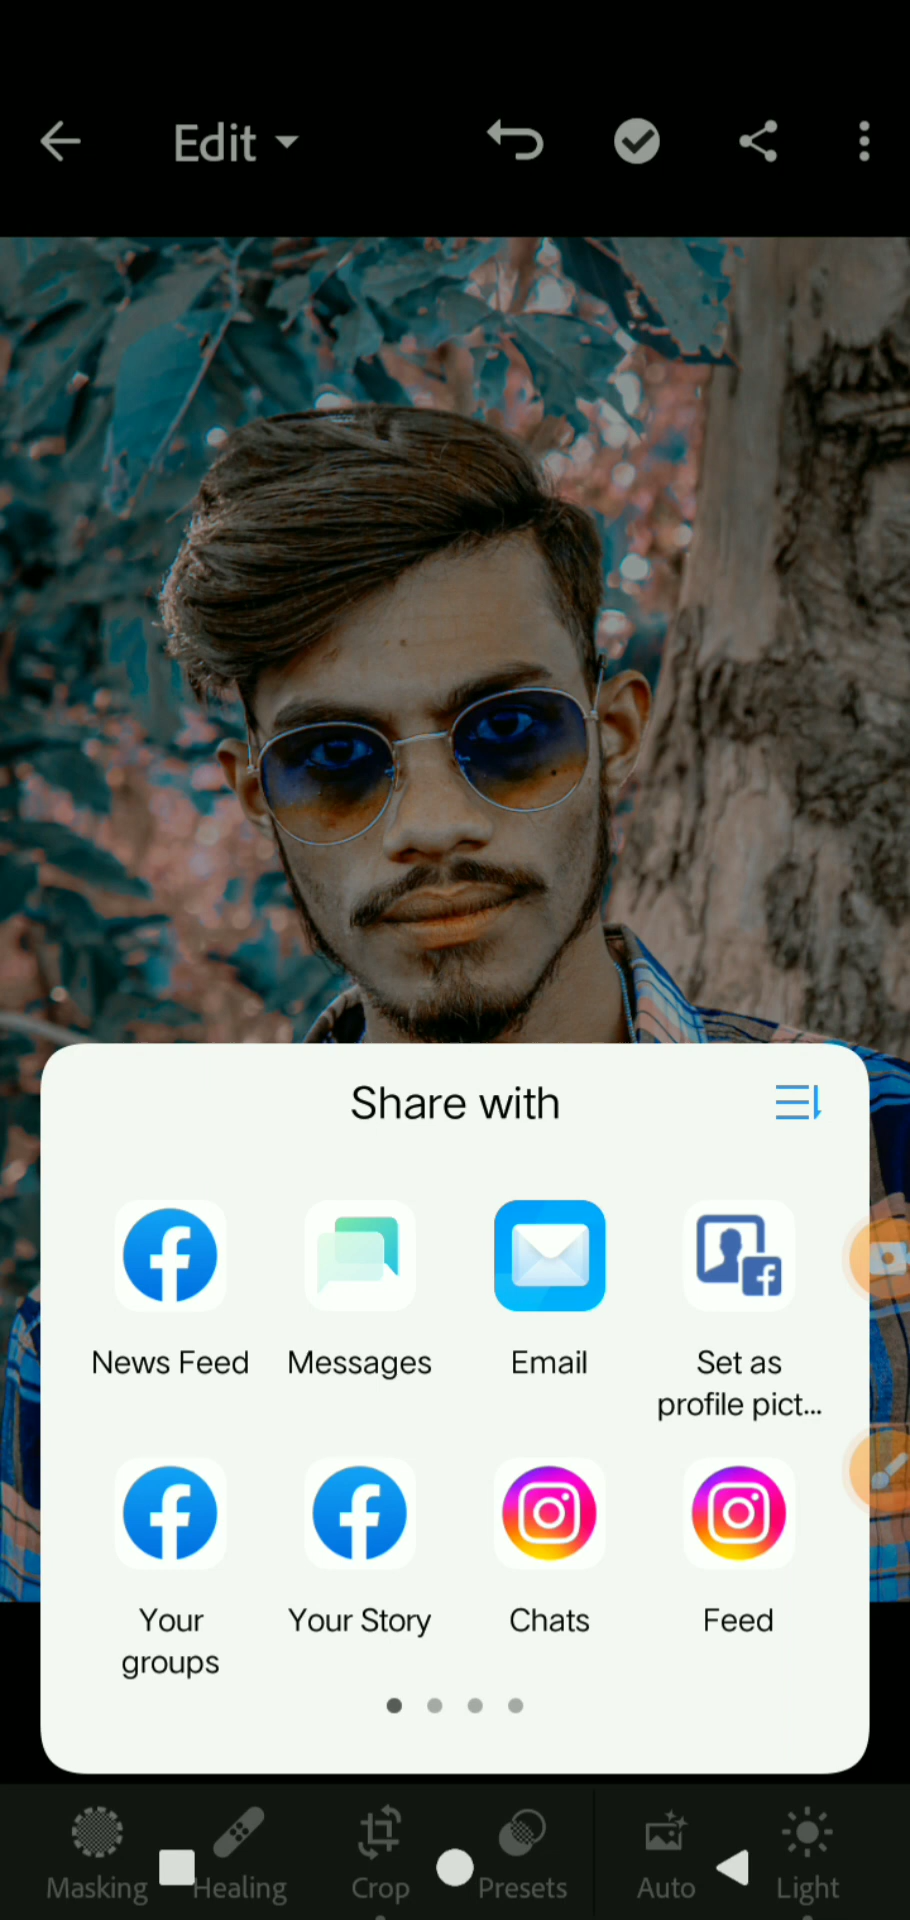 Edit
Share with
News Feed
Messages
Email
Set as
profile pict...
Your
groups
Your Story
Chats
Feed
Masking
Healing
Crop
Presets
Auto
Light